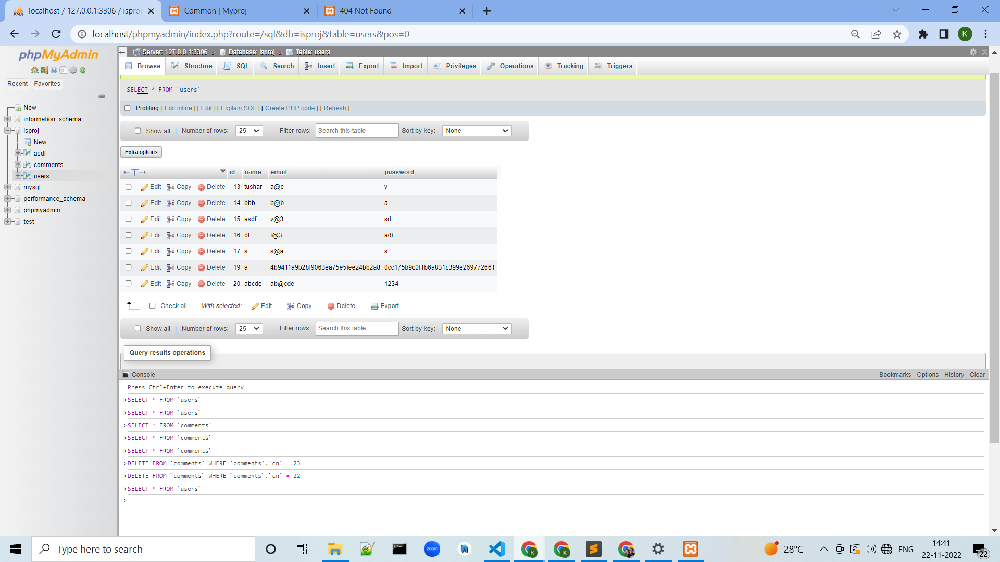 localhost / 127.0.0.1:3306 / isproj
Common | Myproj
404 Not Found
localhost/phpmyadmin/index.php?route=/sql&db=isproj&table=users&pos=0
K
phpMyAdmin
Recent Favorites
New
information_schema
isproj
New
asdf
comments
users
mysql
performance_schema
phpmyadmin
test
Server: 127.0.0.1:3306 » Database: isproj » Table: users
Browse Structure SQL Search Insert Export Import Privileges Operations Tracking Triggers
SELECT * FROM `users`
Profiling [ Edit inline ] [ Edit ] [ Explain SQL ] [ Create PHP code ] [ Refresh ]
Show all | Number of rows: 25 Filter rows: Search this table Sort by key: None
Extra options
←T→ id name email password
Edit Copy Delete 13 tushar a@e v
Edit Copy Delete 14 bbb b@b a
Edit Copy Delete 15 asdf v@3 sd
Edit Copy Delete 16 df f@3 adf
Edit Copy Delete 17 s s@a s
Edit Copy Delete 19 a 4b9411a9b28f9063ea75e5fee24bb2a8 0cc175b9c0f1b6a831c399e269772661
Edit Copy Delete 20 abcde ab@cde 1234
Check all With selected: Edit Copy Delete Export
Show all | Number of rows: 25 Filter rows: Search this table Sort by key: None
Query results operations
Console Bookmarks Options History Clear
Press Ctrl+Enter to execute query
>SELECT * FROM `users`
>SELECT * FROM `users`
>SELECT * FROM `comments`
>SELECT * FROM `comments`
>SELECT * FROM `comments`
>DELETE FROM `comments` WHERE `comments`.`cn` = 23
>DELETE FROM `comments` WHERE `comments`.`cn` = 22
>SELECT * FROM `users`
>
Type here to search
zoom
28°C
ENG
14:41
22-11-2022
22